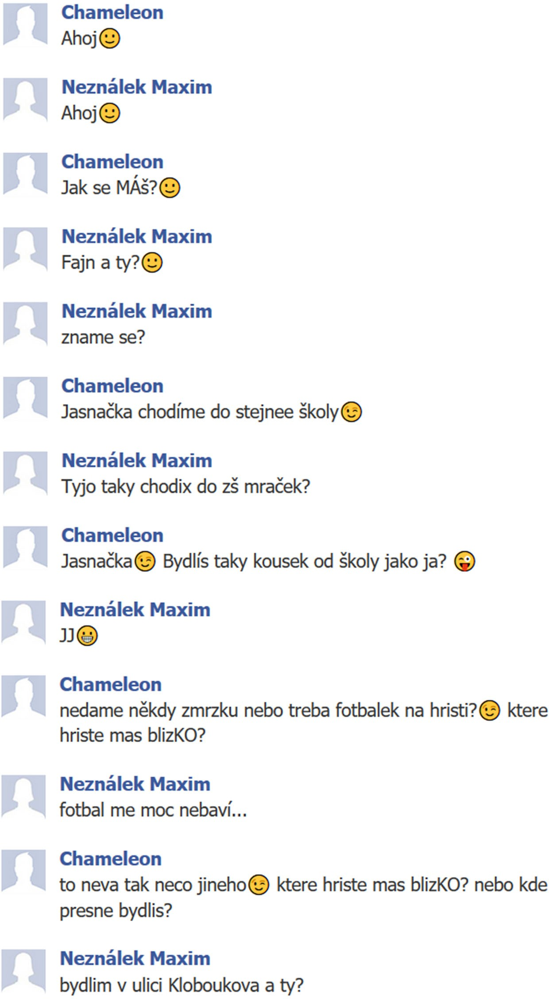 Chameleon
Ahoj🙂
Neználek Maxim
Ahoj🙂
Chameleon
Jak se MÁš?🙂
Neználek Maxim
Fajn a ty?🙂
Neználek Maxim
zname se?
Chameleon
Jasnačka chodíme do stejnee školy😉
Neználek Maxim
Tyjo taky chodix do zš mraček?
Chameleon
Jasnačka😉 Bydlís taky kousek od školy jako ja? 😜
Neználek Maxim
JJ😀
Chameleon
nedame někdy zmrzku nebo treba fotbalek na hristi?😉 ktere
hriste mas blizKO?
Neználek Maxim
fotbal me moc nebaví...
Chameleon
to neva tak neco jineho😉 ktere hriste mas blizKO? nebo kde
presne bydlis?
Neználek Maxim
bydlim v ulici Kloboukova a ty?